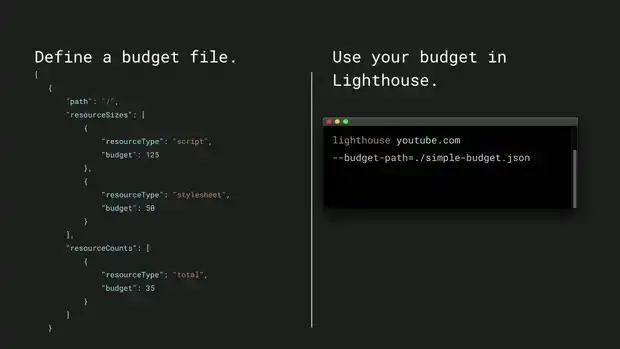 Define a budget file.
[
{
"path": "/",
"resourceSizes": [
{
"resourceType": "script",
"budget": 125
},
{
"resourceType": "stylesheet",
"budget": 50
}
],
"resourceCounts": [
{
"resourceType": "total",
"budget": 35
}
]
}
Use your budget in
Lighthouse.
lighthouse youtube.com
--budget-path=./simple-budget.json